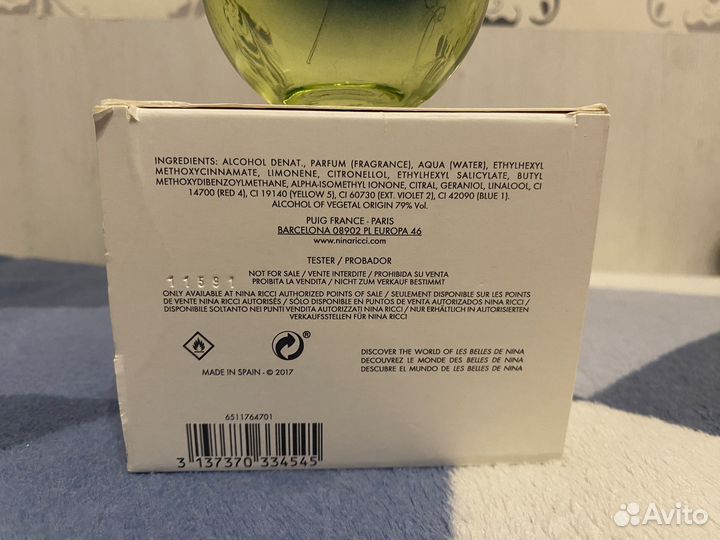 INGREDIENTS: ALCOHOL DENAT., PARFUM (FRAGRANCE), AQUA (WATER), ETHYLHEXYL
METHOXYCINNAMATE, LIMONENE, CITRONELLOL, ETHYLHEXYL SALICYLATE, BUTYL
METHOXYDIBENZOYLMETHANE, ALPHA-ISOMETHYL IONONE, CITRAL, GERANIOL, LINALOOL, CI
14700 (RED 4), CI 19140 (YELLOW 5), CI 60730 (EXT. VIOLET 2), CI 42090 (BLUE 1).
ALCOHOL OF VEGETAL ORIGIN 79% Vol.
PUIG FRANCE - PARIS
BARCELONA 08902 PL EUROPA 46
www.ninaricci.com
TESTER / PROBADOR
11591
NOT FOR SALE / VENTE INTERDITE / PROHIBIDA SU VENTA
PROIBITA LA VENDITA / NICHT ZUM VERKAUF BESTIMMT
ONLY AVAILABLE AT NINA RICCI AUTHORIZED POINTS OF SALE / SEULEMENT DISPONIBLE SUR LES POINTS
DE VENTE NINA RICCI AUTORISÉS / SÓLO DISPONIBLE EN PUNTOS DE VENTA AUTORIZADOS NINA RICCI /
DISPONIBILE SOLTANTO NEI PUNTI VENDITA AUTORIZZATI NINA RICCI / NUR ERHÄLTLICH IN AUTORISIERTEN
VERKAUFSSTELLEN FÜR NINA RICCI
®
MADE IN SPAIN - © 2017
DISCOVER THE WORLD OF LES BELLES DE NINA
DECOUVREZ LE MONDE DES BELLES DE NINA
DESCUBRE EL MUNDO DE LES BELLES DE NINA
6511764701
3 137370 334545
Avito